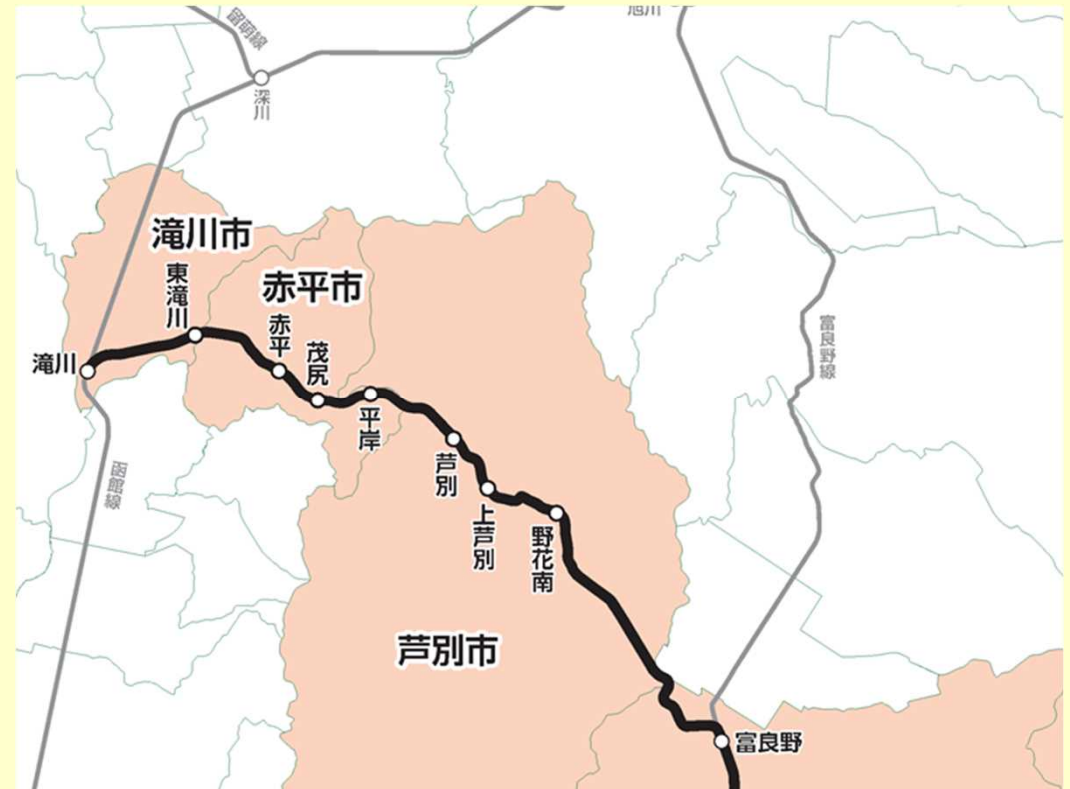 旭川
留萌線
深川
滝川市
東滝川
赤平市
赤平
茂尻
滝川
富良野線
平岸
芦別
函館線
上芦別
野花南
芦別市
富良野